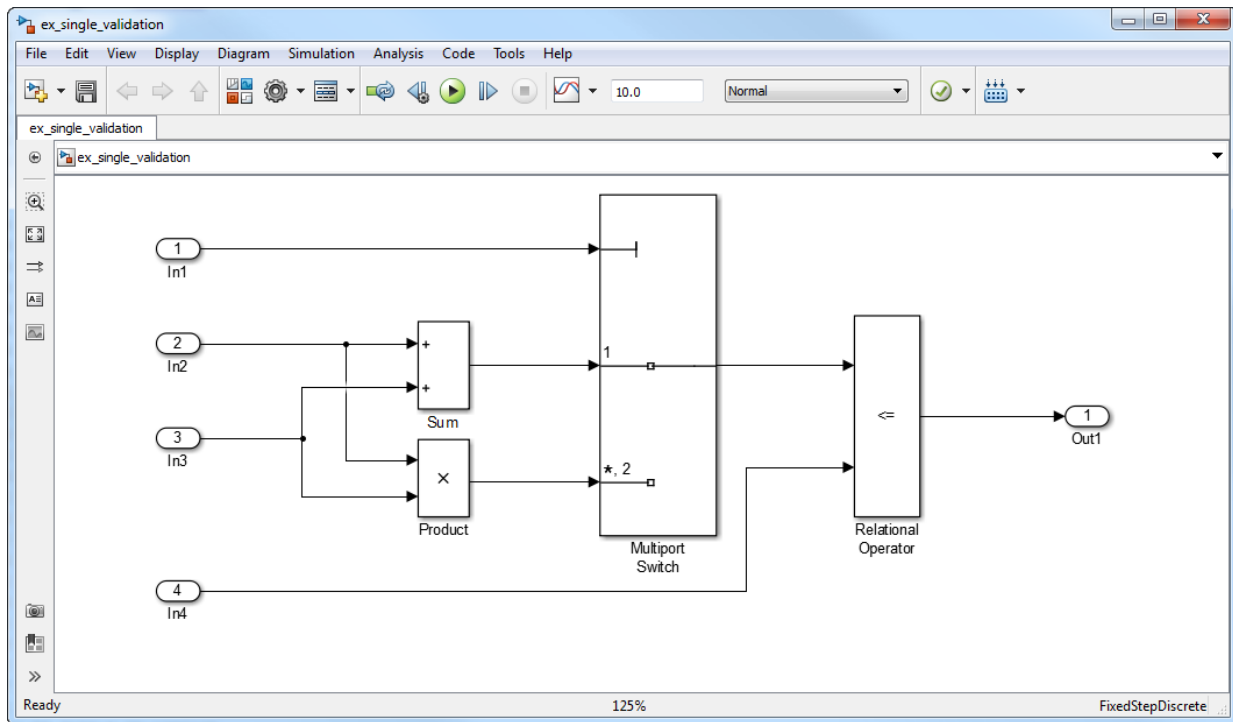 ex_single_validation
File Edit View Display Diagram Simulation Analysis Code Tools Help
10.0 Normal
ex_single_validation
ex_single_validation
1
In1
2
In2
+
+
Sum
3
In3
×
Product
1
*, 2
Multiport
Switch
<=
Relational
Operator
1
Out1
4
In4
Ready 125% FixedStepDiscrete